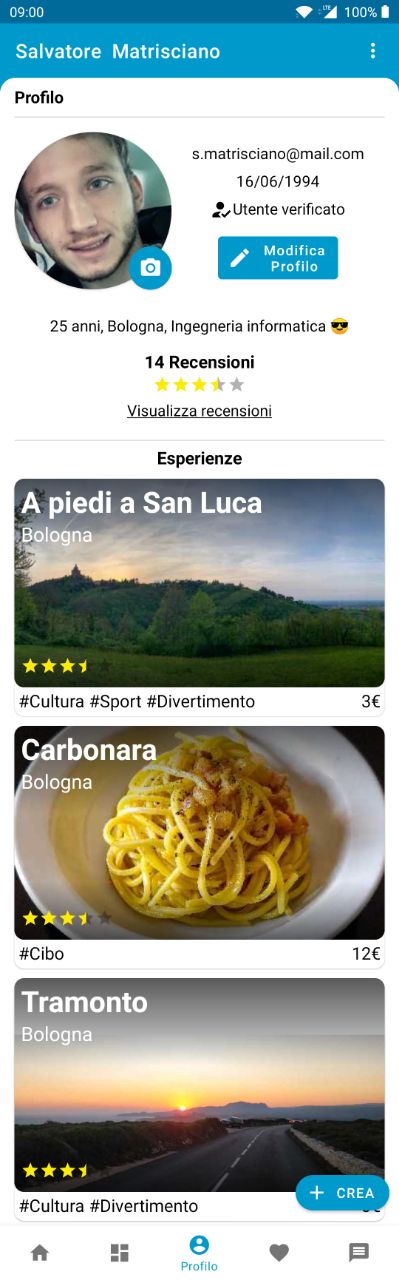 09:00
LTE 100%
Salvatore Matrisciano
Profilo
s.matrisciano@mail.com
16/06/1994
Utente verificato
Modifica
Profilo
25 anni, Bologna, Ingegneria informatica 😎
14 Recensioni
Visualizza recensioni
Esperienze
A piedi a San Luca
Bologna
#Cultura #Sport #Divertimento 3€
Carbonara
Bologna
#Cibo 12€
Tramonto
Bologna
#Cultura #Divertimento
CREA
Profilo